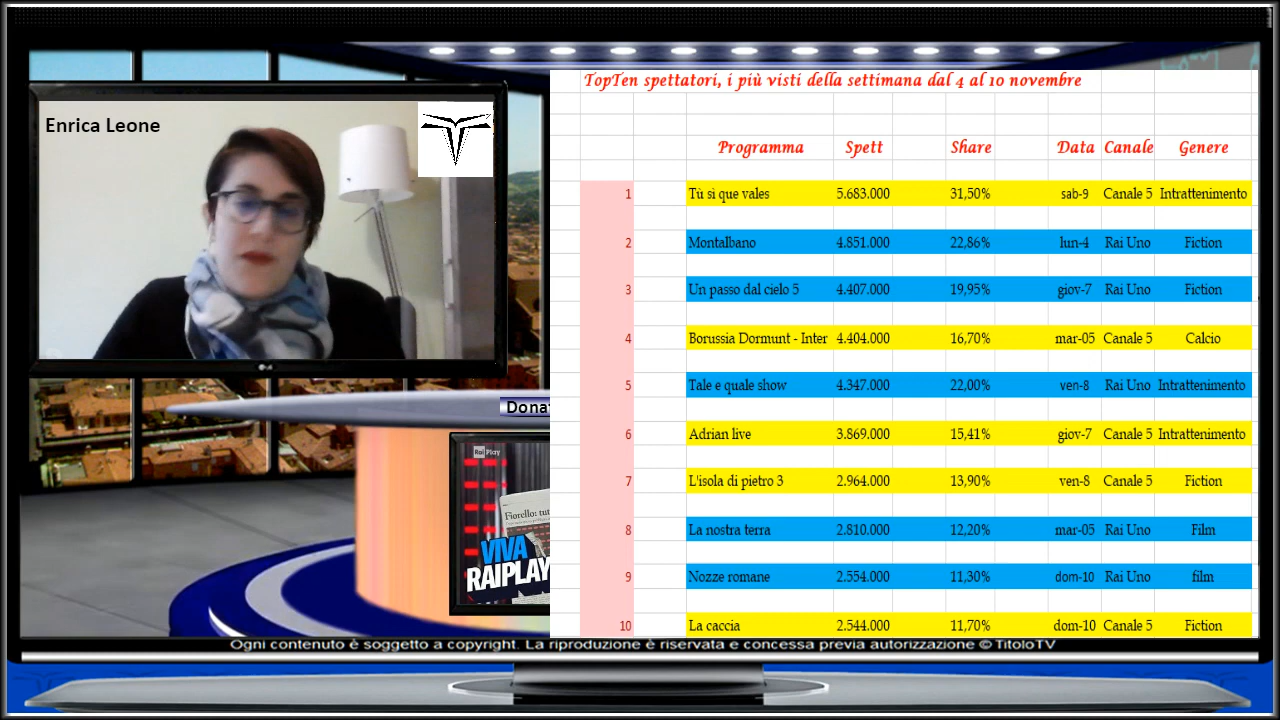 Enrica Leone
TopTen spettatori, i più visti della settimana dal 4 al 10 novembre
Programma Spett Share Data Canale Genere
1 Tù si que vales 5.683.000 31,50% sab-9 Canale 5 Intrattenimento
2 Montalbano 4.851.000 22,86% lun-4 Rai Uno Fiction
3 Un passo dal cielo 5 4.407.000 19,95% giov-7 Rai Uno Fiction
4 Borussia Dormunt - Inter 4.404.000 16,70% mar-05 Canale 5 Calcio
5 Tale e quale show 4.347.000 22,00% ven-8 Rai Uno Intrattenimento
6 Adrian live 3.869.000 15,41% giov-7 Canale 5 Intrattenimento
7 L'isola di pietro 3 2.964.000 13,90% ven-8 Canale 5 Fiction
8 La nostra terra 2.810.000 12,20% mar-05 Rai Uno Film
9 Nozze romane 2.554.000 11,30% dom-10 Rai Uno film
10 La caccia 2.544.000 11,70% dom-10 Canale 5 Fiction
LG
Donat
Rai Play
Fiorello: tut
VIVA
RAIPLAY
Ogni contenuto è soggetto a copyright. La riproduzione è riservata e concessa previa autorizzazione © TitoloTV